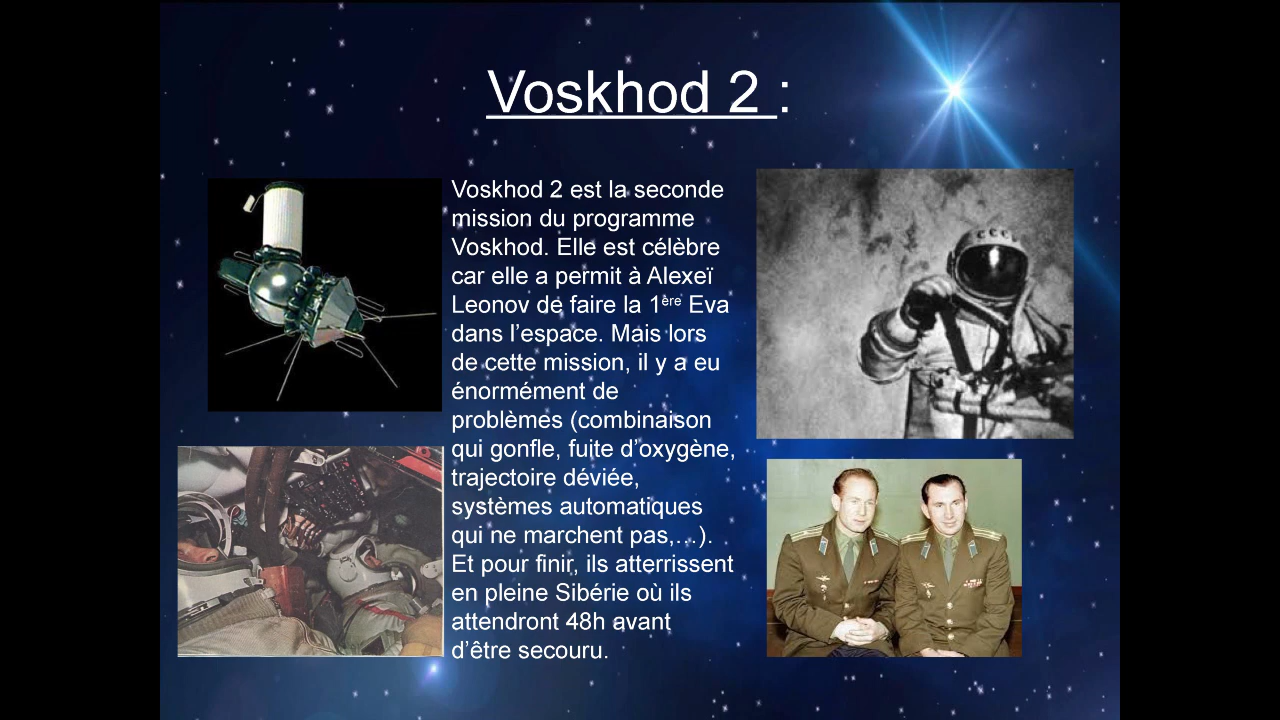 Voskhod 2 :
Voskhod 2 est la seconde
mission du programme
Voskhod. Elle est célèbre
car elle a permit à Alexeï
Leonov de faire la 1ère Eva
dans l’espace. Mais lors
de cette mission, il y a eu
énormément de
problèmes (combinaison
qui gonfle, fuite d’oxygène,
trajectoire déviée,
systèmes automatiques
qui ne marchent pas,…).
Et pour finir, ils atterrissent
en pleine Sibérie où ils
attendront 48h avant
d’être secouru.